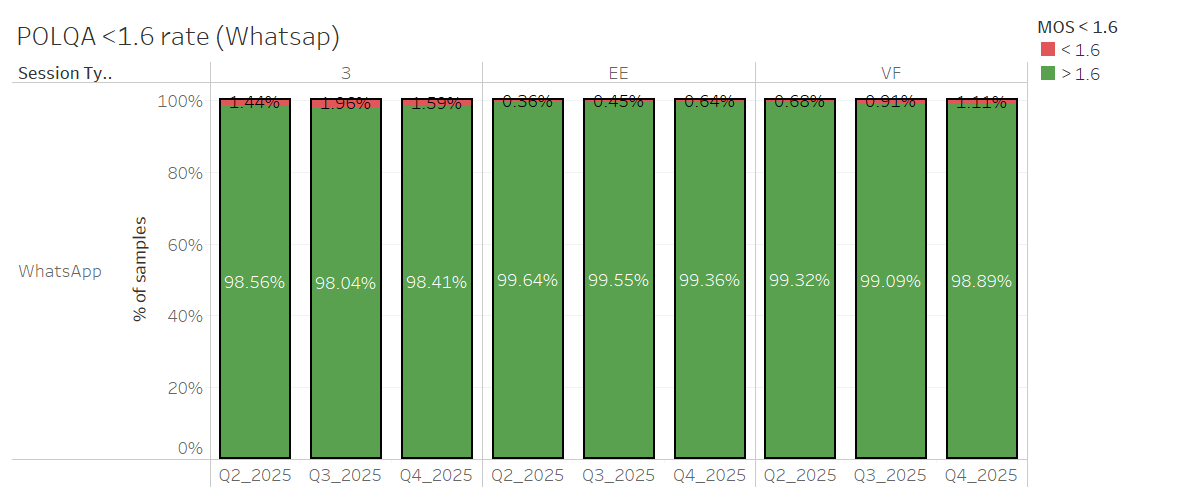 POLQA <1.6 rate (Whatsap)
MOS < 1.6
< 1.6
> 1.6
Session Ty.. 3 EE VF
100% 1.44% 1.96% 1.59% 0.36% 0.45% 0.64% 0.68% 0.91% 1.11%
80%
60%
WhatsApp % of samples 98.56% 98.04% 98.41% 99.64% 99.55% 99.36% 99.32% 99.09% 98.89%
40%
20%
0%
Q2_2025 Q3_2025 Q4_2025 Q2_2025 Q3_2025 Q4_2025 Q2_2025 Q3_2025 Q4_2025